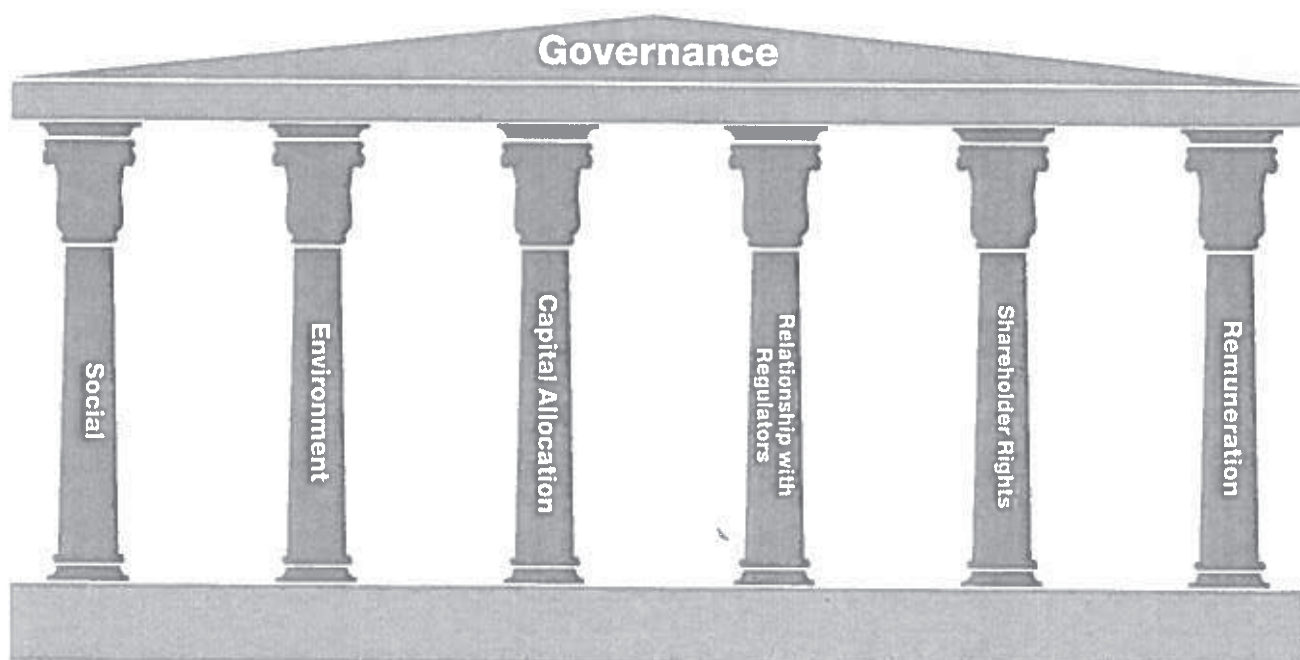 Governance
Social
Environment
Capital Allocation
Relationship with
Regulators
Shareholder Rights
Remuneration